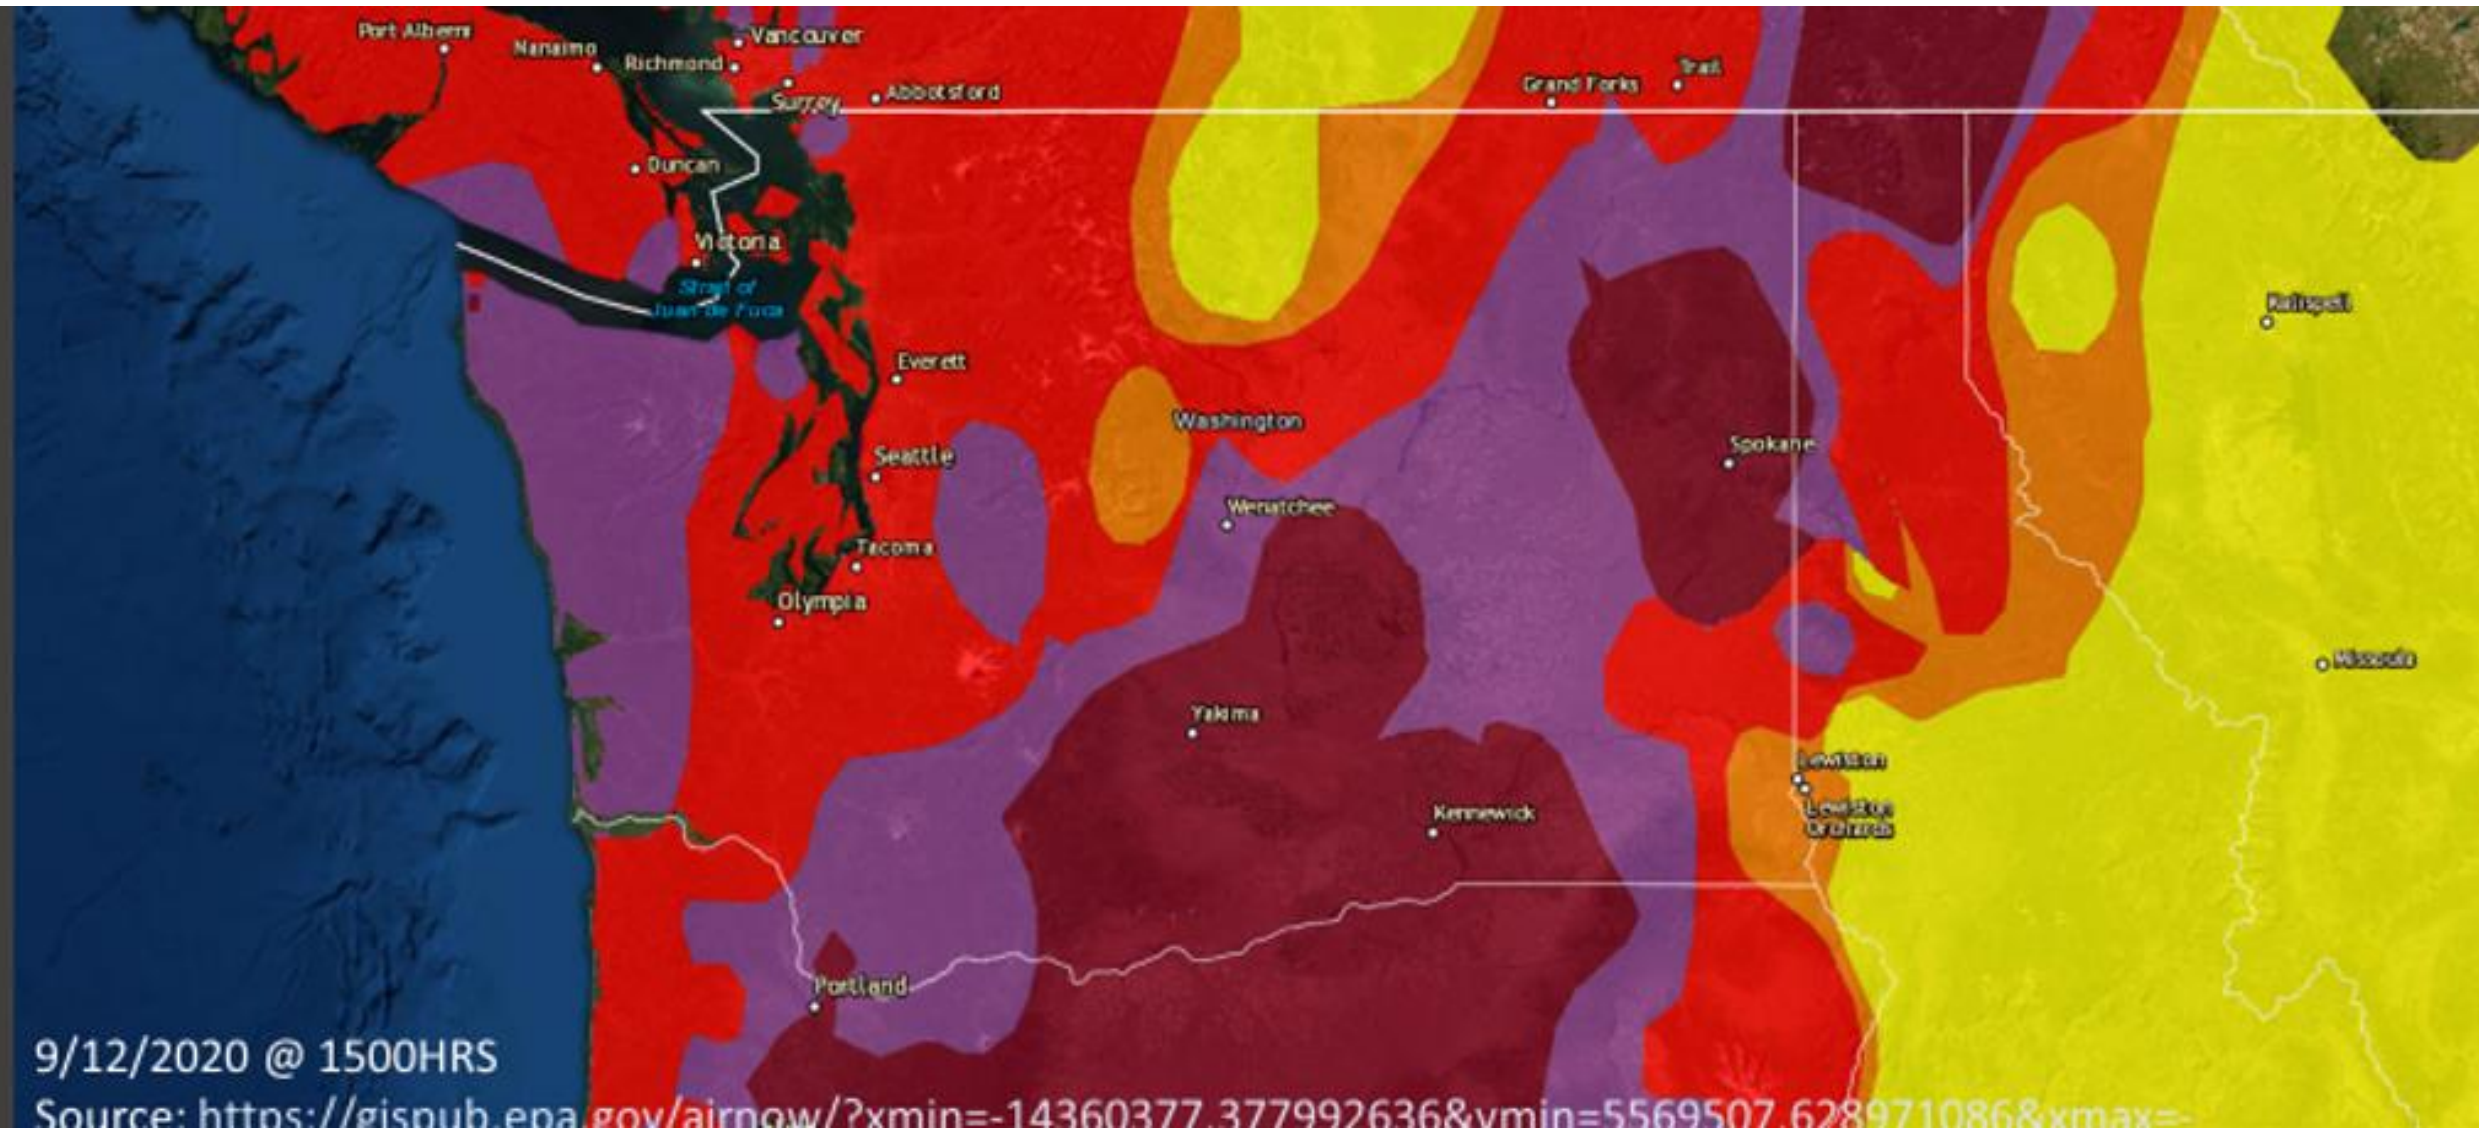 Port Alberni
Nanaimo
Vancouver
Richmond
Surrey
Abbotsford
Grand Forks
Trail
Duncan
Victoria
Strait of
Juan de Fuca
Kalispell
Everett
Washington
Seattle
Spokane
Wenatchee
Tacoma
Olympia
Missoula
Yakima
Lewiston
Kennewick
Lewiston
Orchards
Portland
9/12/2020 @ 1500HRS
Source: https://gispub.epa.gov/airnow/?xmin=-14360377.377992636&ymin=5569507.628971086&xmax=-